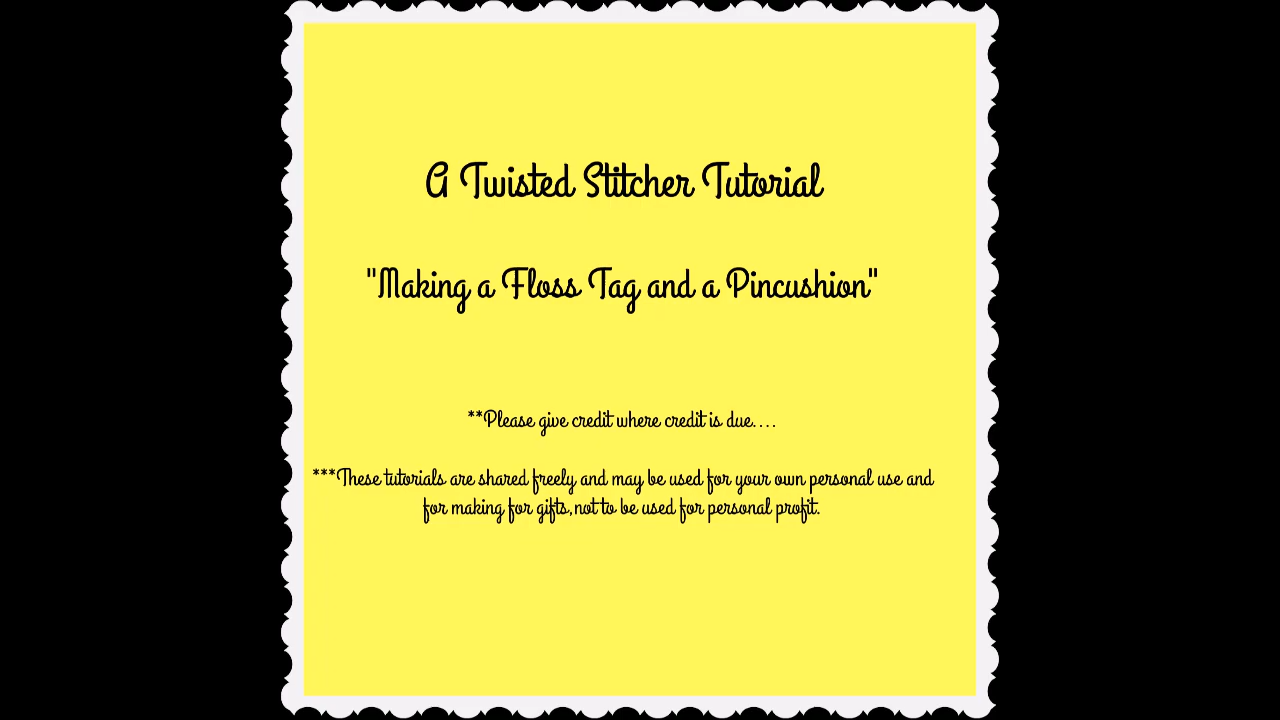 A Twisted Stitcher Tutorial
"Making a Floss Tag and a Pincushion"
**Please give credit where credit is due....
***These tutorials are shared freely and may be used for your own personal use and
for making for gifts, not to be used for personal profit.